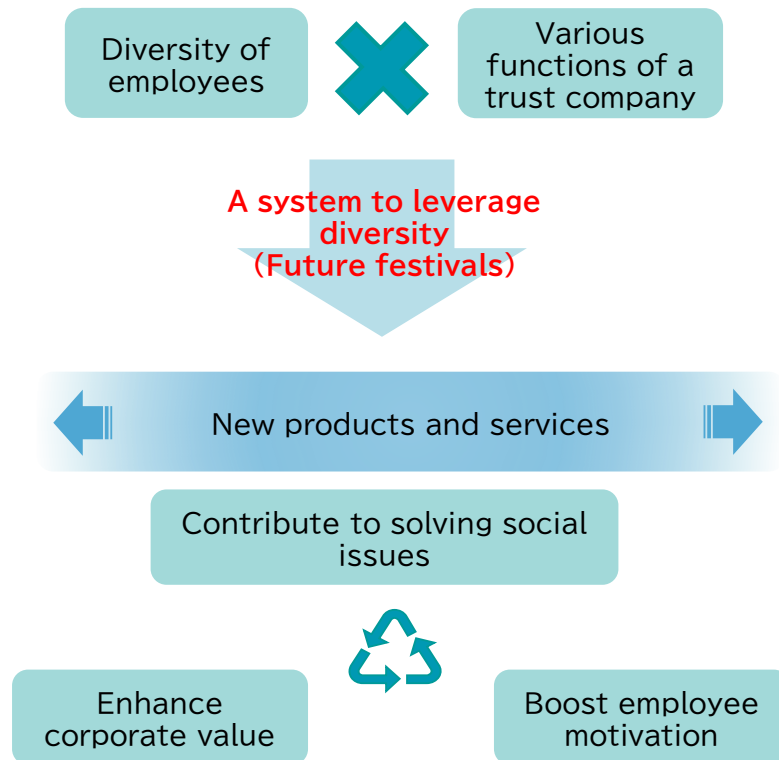 Diversity of
employees
Various
functions of a
trust company
A system to leverage
diversity
（Future festivals）
New products and services
Contribute to solving social
issues
Enhance
corporate value
Boost employee
motivation